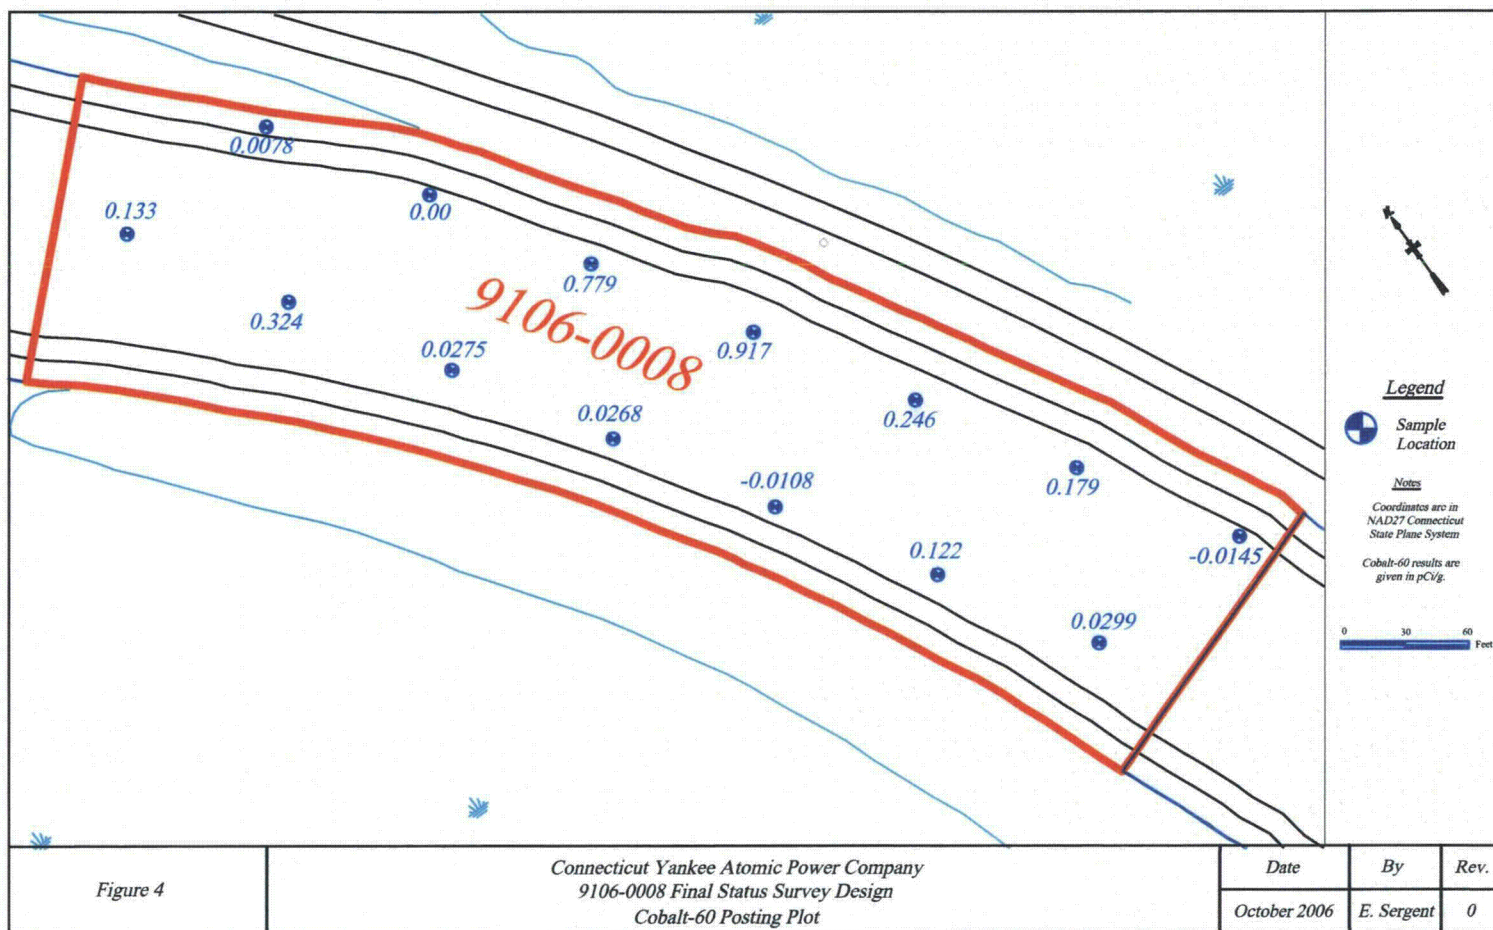 0.0078
0.133
0.00
0.779
0.324
9106-0008
0.917
0.0275
0.0268
0.246
-0.0108
0.179
0.122
-0.0145
0.0299
Legend
Sample
Location
Notes
Coordinates are in
NAD27 Connecticut
State Plane System
Cobalt-60 results are
given in pCi/g.
0 30 60
Feet
Figure 4
Connecticut Yankee Atomic Power Company
9106-0008 Final Status Survey Design
Cobalt-60 Posting Plot
Date By Rev.
October 2006 E. Sergent 0